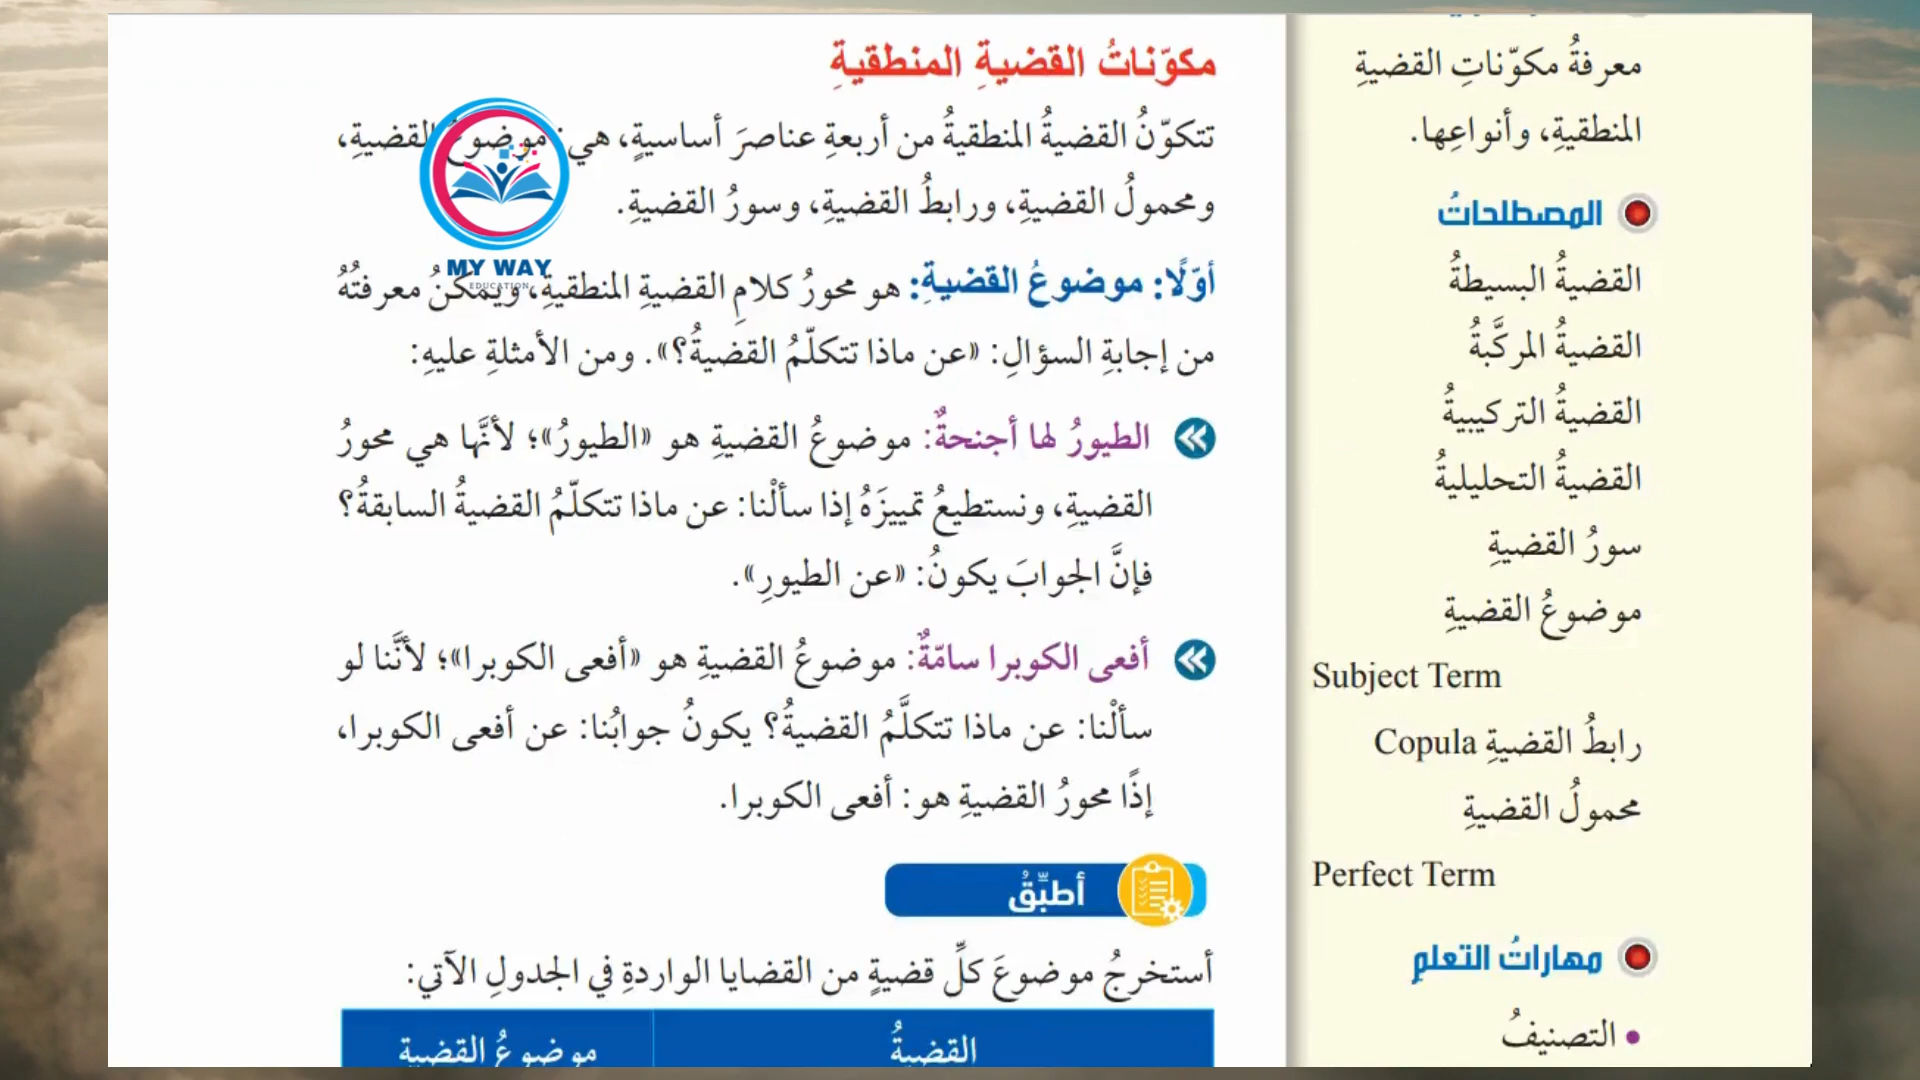 مكوّناتُ القضيةِ المنطقيةِ
تتكوّنُ القضيةُ المنطقيةُ من أربعةِ عناصرَ أساسيةٍ، هي: موضوعُ القضيةِ،
ومحمولُ القضيةِ، ورابطُ القضيةِ، وسورُ القضيةِ.
MY WAY
EDUCATION
أوّلًا: موضوعُ القضيةِ: هو محورُ كلامِ القضيةِ المنطقيةِ، ويمكنُ معرفتُهُ
من إجابةِ السؤالِ: «عن ماذا تتكلّمُ القضيةُ؟». ومن الأمثلةِ عليهِ:
الطيورُ لها أجنحةٌ: موضوعُ القضيةِ هو «الطيورُ»؛ لأنَّها هي محورُ
القضيةِ، ونستطيعُ تمييزَهُ إذا سألْنا: عن ماذا تتكلّمُ القضيةُ السابقةُ؟
فإنَّ الجوابَ يكونُ: «عن الطيورِ».
أفعى الكوبرا سامّةٌ: موضوعُ القضيةِ هو «أفعى الكوبرا»؛ لأنَّنا لو
سألْنا: عن ماذا تتكلَّمُ القضيةُ؟ يكونُ جوابُنا: عن أفعى الكوبرا،
إذًا محورُ القضيةِ هو: أفعى الكوبرا.
أطبِّقُ
أستخرجُ موضوعَ كلِّ قضيةٍ من القضايا الواردةِ في الجدولِ الآتي:
القضيةُ
موضوعُ القضيةِ
معرفةُ مكوّناتِ القضيةِ
المنطقيةِ، وأنواعِها.
المصطلحاتُ
القضيةُ البسيطةُ
القضيةُ المركَّبةُ
القضيةُ التركيبيةُ
القضيةُ التحليليةُ
سورُ القضيةِ
موضوعُ القضيةِ
Subject Term
رابطُ القضيةِ Copula
محمولُ القضيةِ
Perfect Term
مهاراتُ التعلمِ
• التصنيفُ